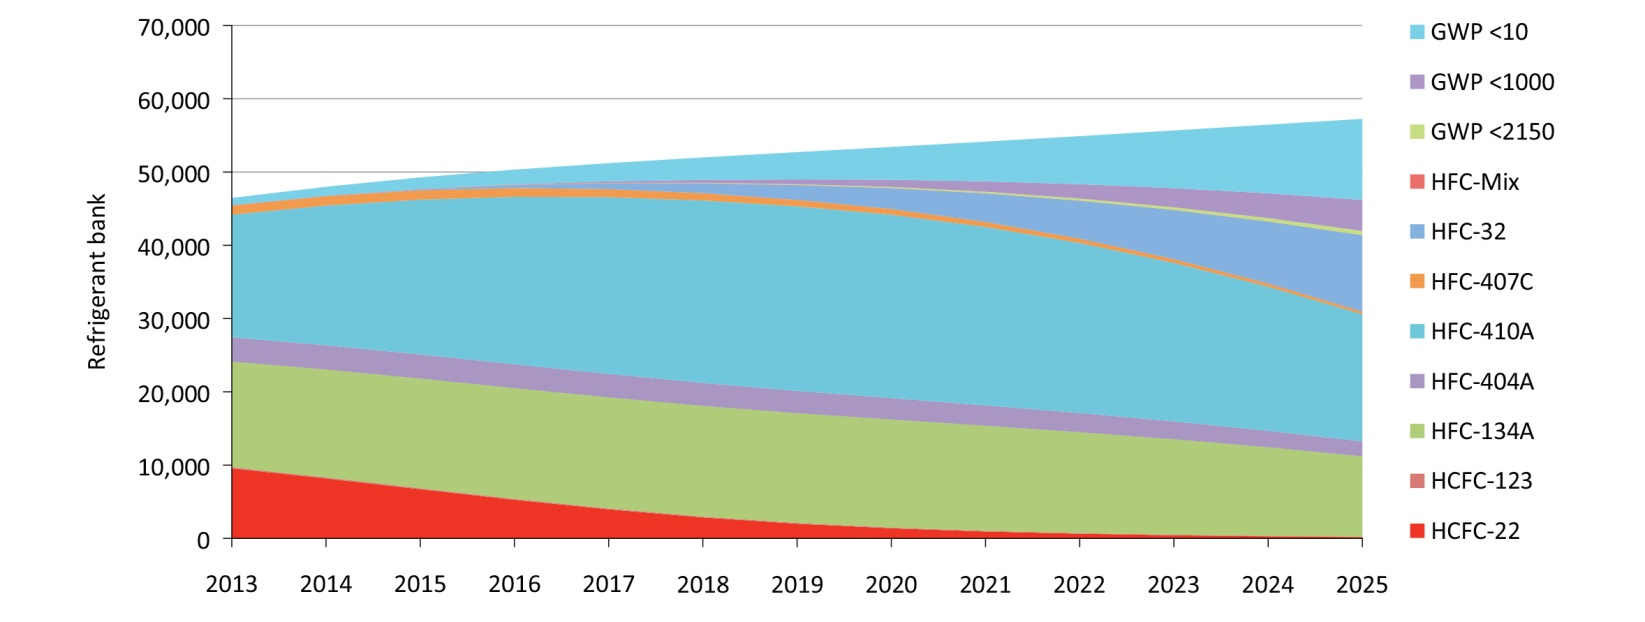 70,000
60,000
50,000
40,000
30,000
20,000
10,000
0
Refrigerant bank
2013 2014 2015 2016 2017 2018 2019 2020 2021 2022 2023 2024 2025
GWP <10
GWP <1000
GWP <2150
HFC-Mix
HFC-32
HFC-407C
HFC-410A
HFC-404A
HFC-134A
HCFC-123
HCFC-22